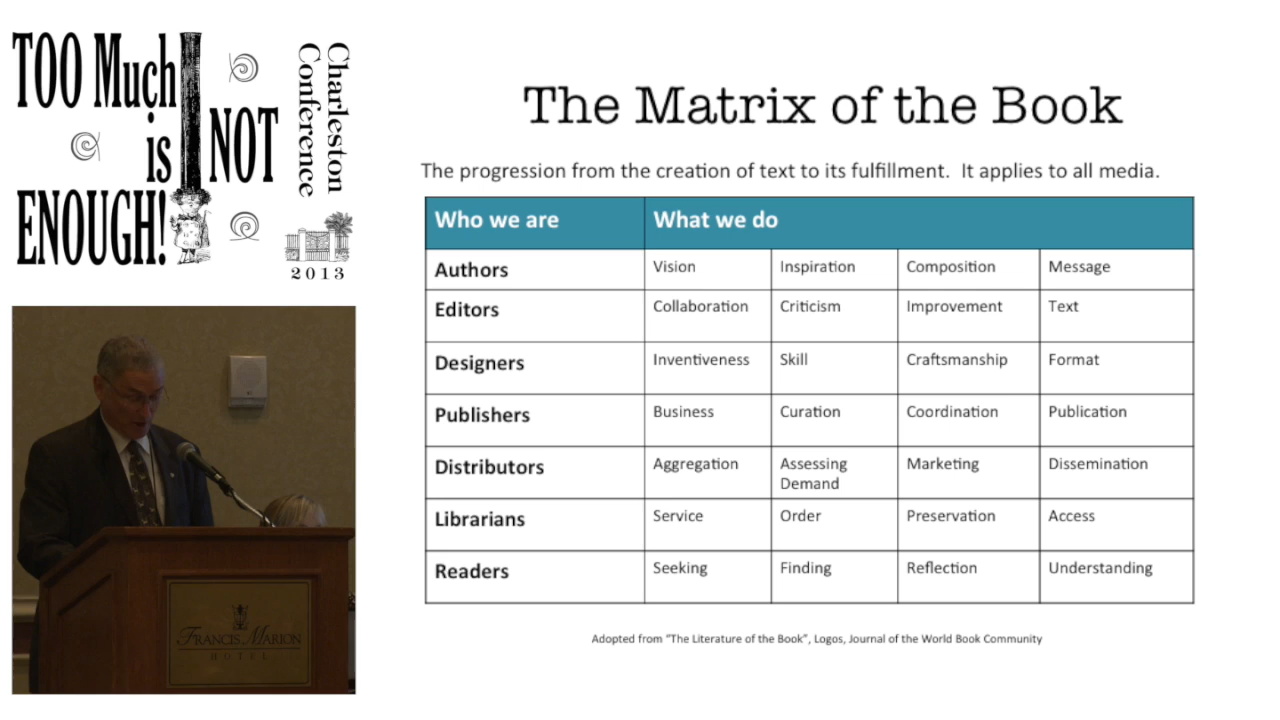 TOO Much
is NOT
ENOUGH!
Charleston
Conference
2013
The Matrix of the Book
The progression from the creation of text to its fulfillment. It applies to all media.
Who we are What we do
Authors Vision Inspiration Composition Message
Editors Collaboration Criticism Improvement Text
Designers Inventiveness Skill Craftsmanship Format
Publishers Business Curation Coordination Publication
Distributors Aggregation Assessing Demand Marketing Dissemination
Librarians Service Order Preservation Access
Readers Seeking Finding Reflection Understanding
Adopted from "The Literature of the Book", Logos, Journal of the World Book Community
FRANCIS MARION
HOTEL